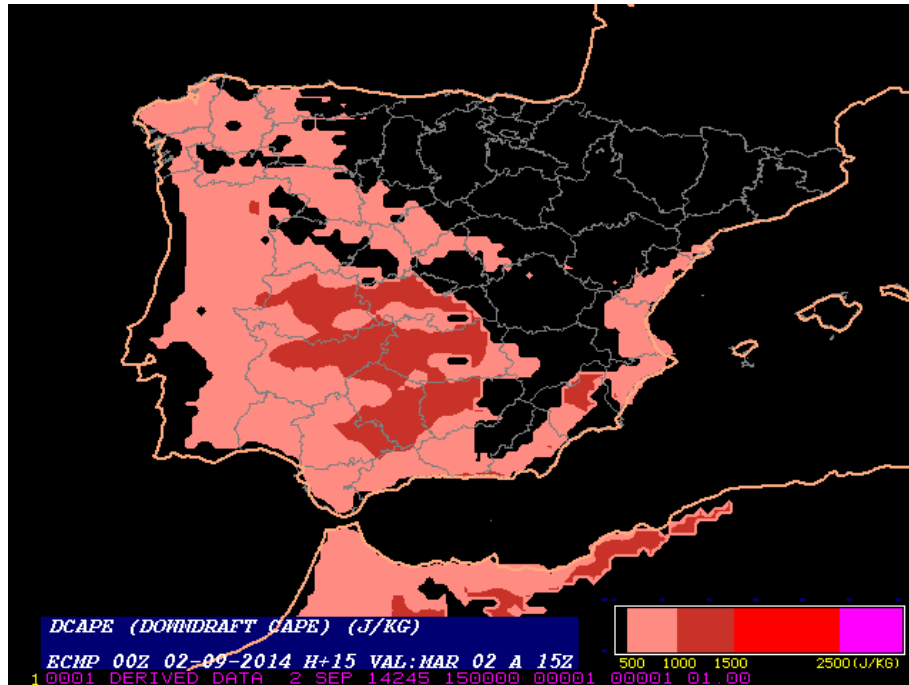 DCAPE (DOWNDRAFT CAPE) (J/KG)
ECMP 00Z 02-09-2014 H+15 VAL:MAR 02 A 15Z
500 1000 1500 2500(J/KG)
1 0001 DERIVED DATA 2 SEP 14245 150000 00001 00001 01.00